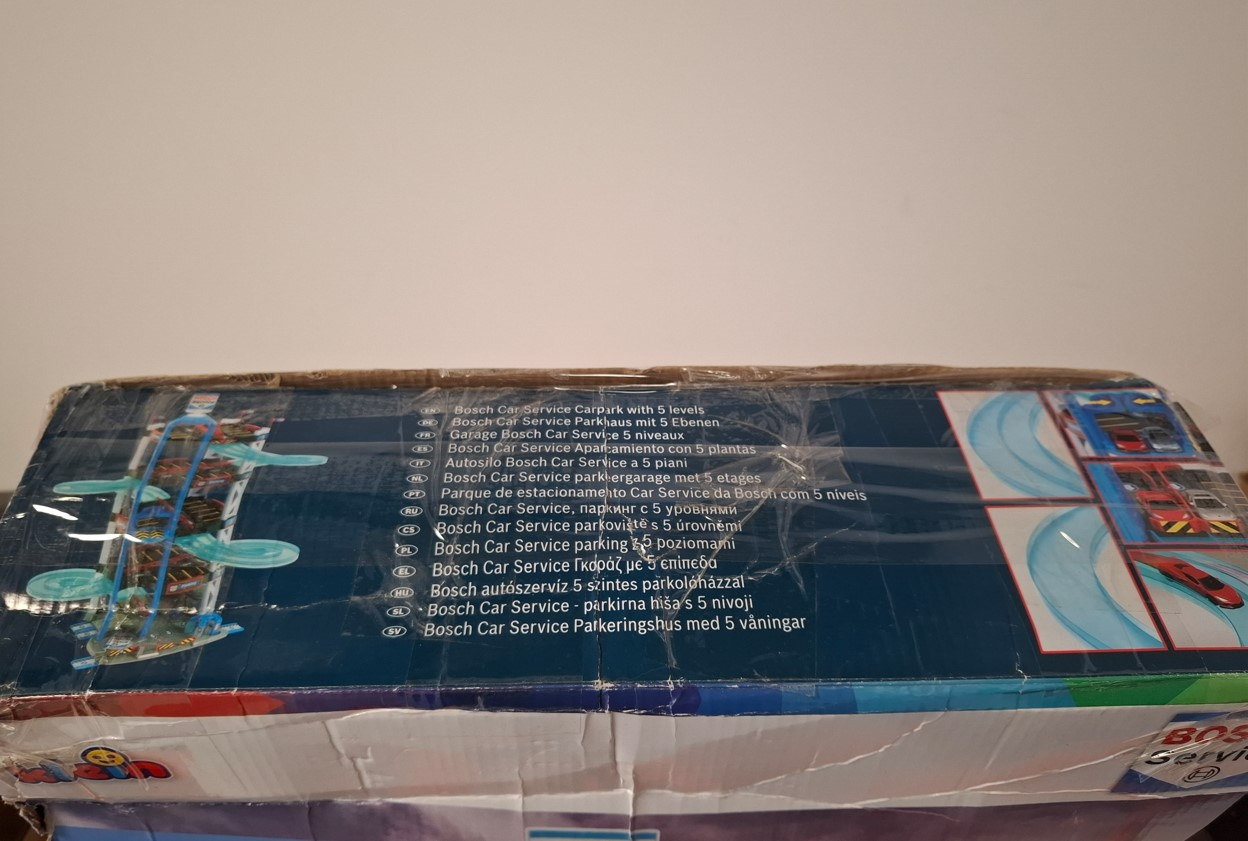 EN Bosch Car Service Carpark with 5 levels
DE Bosch Car Service Parkhaus mit 5 Ebenen
FR Garage Bosch Car Service 5 niveaux
ES Bosch Car Service Aparcamiento con 5 plantas
IT Autosilo Bosch Car Service a 5 piani
NL Bosch Car Service parkeergarage met 5 etages
PT Parque de estacionamento Car Service da Bosch com 5 níveis
RU Bosch Car Service, паркинг с 5 уровнями
CS Bosch Car Service parkoviště s 5 úrovněmi
PL Bosch Car Service parking z 5 poziomami
EL Bosch Car Service Γκαράζ με 5 επίπεδα
HU Bosch autószervíz 5 szintes parkolóházzal
SL Bosch Car Service - parkirna hiša s 5 nivoji
SV Bosch Car Service Parkeringshus med 5 våningar
klein